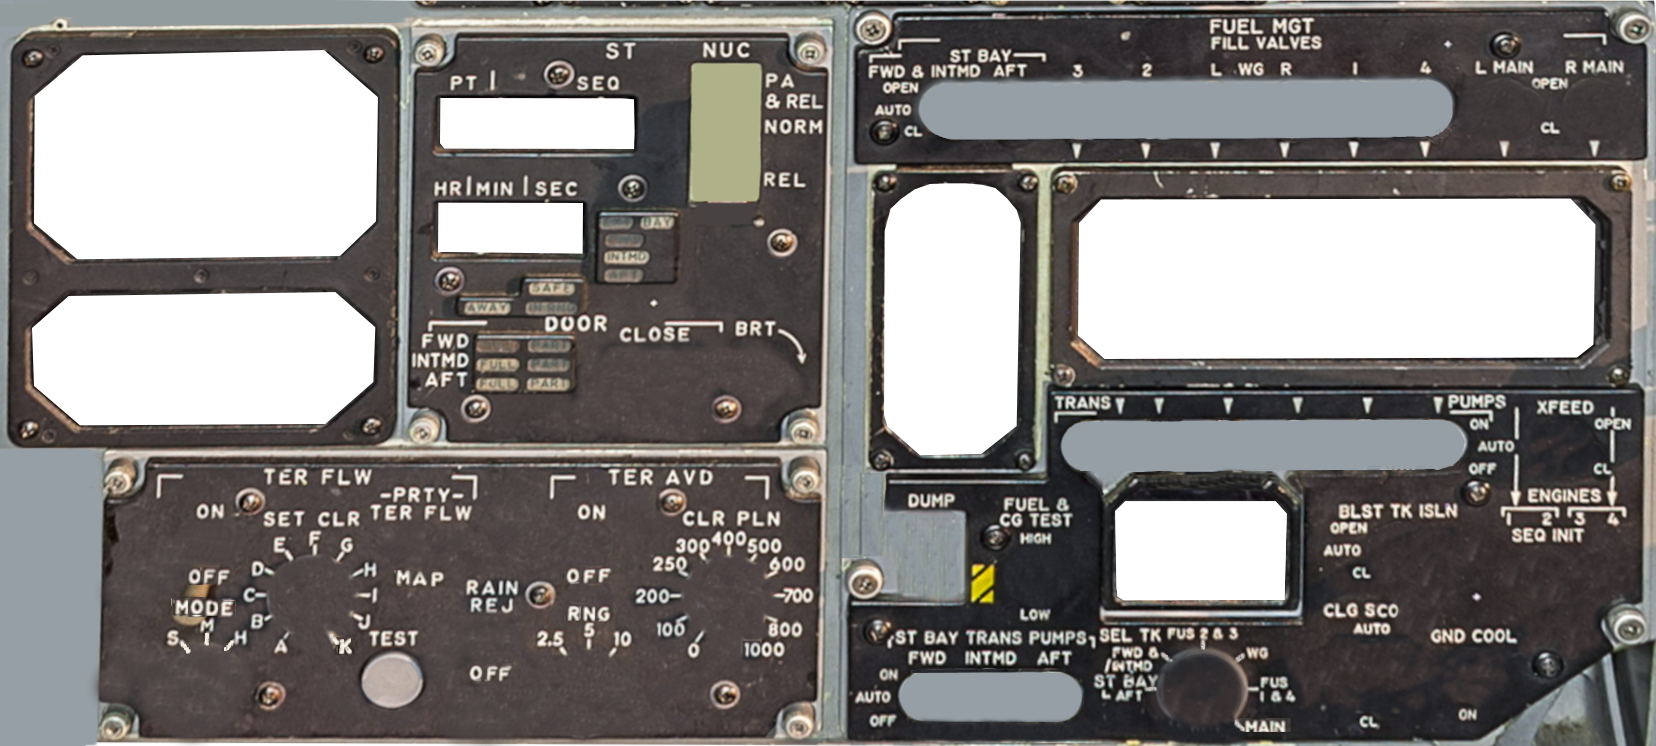 ST NUC
PT SEQ
PA
& REL
NORM
REL
HR MIN SEC
BAY
INTMD
AFT
SAFE
AWAY
DOOR
CLOSE
BRT
FWD PART
INTMD FULL PART
AFT FULL PART
TER FLW
-PRTY-
TER FLW
ON
SET CLR
A B C D E F G H I J K
OFF
MODE
S M H
MAP
TEST
TER AVD
ON
CLR PLN
0 100 200 250 300 400 500 600 700 800 1000
RAIN
REJ
OFF
RNG
2.5 5 10
OFF
FUEL MGT
FILL VALVES
ST BAY
FWD & INTMD AFT 3 2 L WG R 1 4 L MAIN R MAIN
OPEN
AUTO
CL
OPEN
CL
TRANS PUMPS
ON
AUTO
OFF
XFEED
OPEN
CL
ENGINES
1 2 3 4
SEQ INIT
DUMP
FUEL &
CG TEST
HIGH
LOW
BLST TK ISLN
OPEN
AUTO
CL
CLG SCO
AUTO
CL
GND COOL
ON
ST BAY TRANS PUMPS
FWD INTMD AFT
ON
AUTO
OFF
SEL TK FUS 2 & 3
FWD &
INTMD
ST BAY
AFT
WG
FUS
1 & 4
MAIN